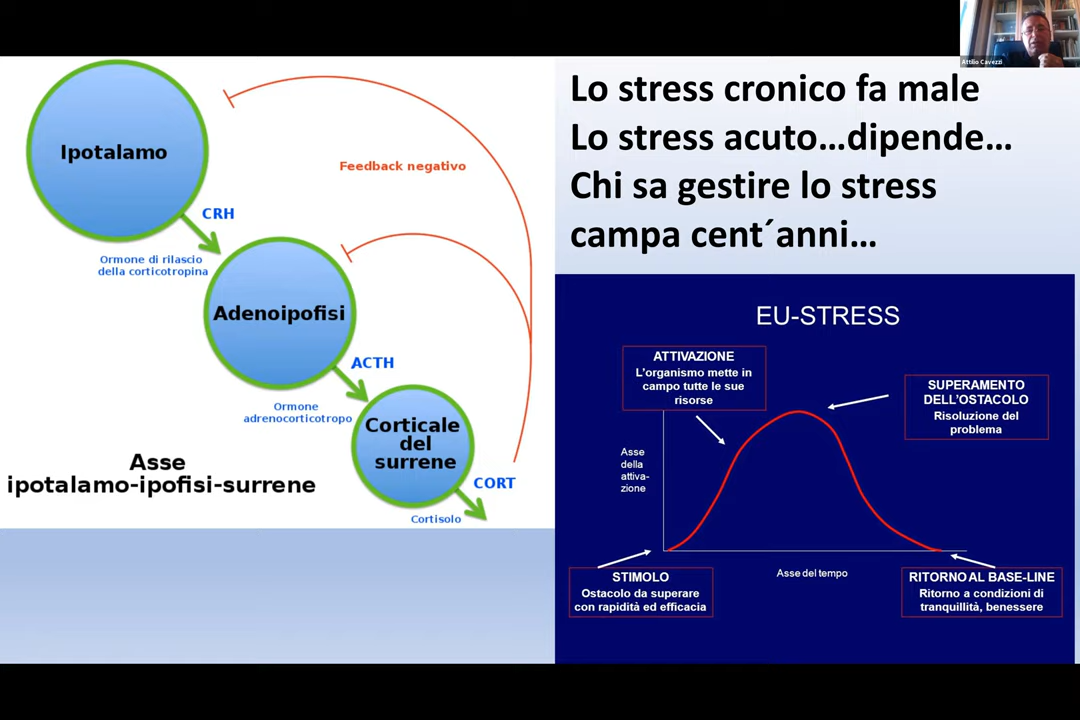 Attilio Cavezzi
Ipotalamo
CRH
Ormone di rilascio
della corticotropina
Feedback negativo
Adenoipofisi
ACTH
Ormone
adrenocorticotropo
Corticale
del
surrene
CORT
Cortisolo
Asse
ipotalamo-ipofisi-surrene
Lo stress cronico fa male
Lo stress acuto…dipende…
Chi sa gestire lo stress
campa cent´anni…
EU-STRESS
ATTIVAZIONE
L'organismo mette in
campo tutte le sue
risorse
SUPERAMENTO
DELL'OSTACOLO
Risoluzione del
problema
Asse
della
attiva-
zione
Asse del tempo
STIMOLO
Ostacolo da superare
con rapidità ed efficacia
RITORNO AL BASE-LINE
Ritorno a condizioni di
tranquillità, benessere